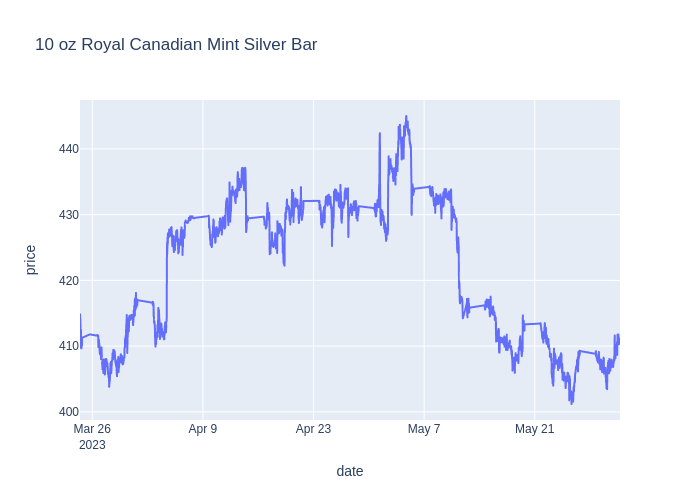 10 oz Royal Canadian Mint Silver Bar
440
430
420
410
400
price
Mar 26
2023
Apr 9
Apr 23
May 7
May 21
date